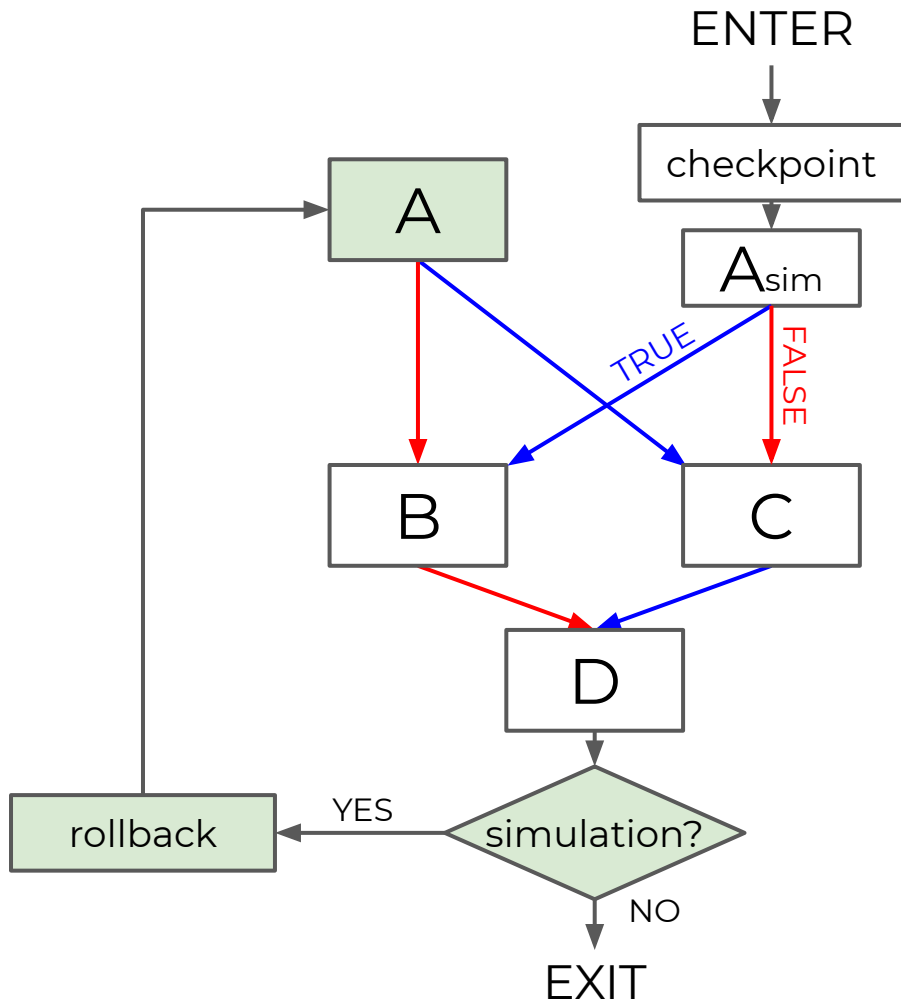 ENTER
checkpoint
A
Asim
TRUE
FALSE
B
C
D
YES
rollback
simulation?
NO
EXIT